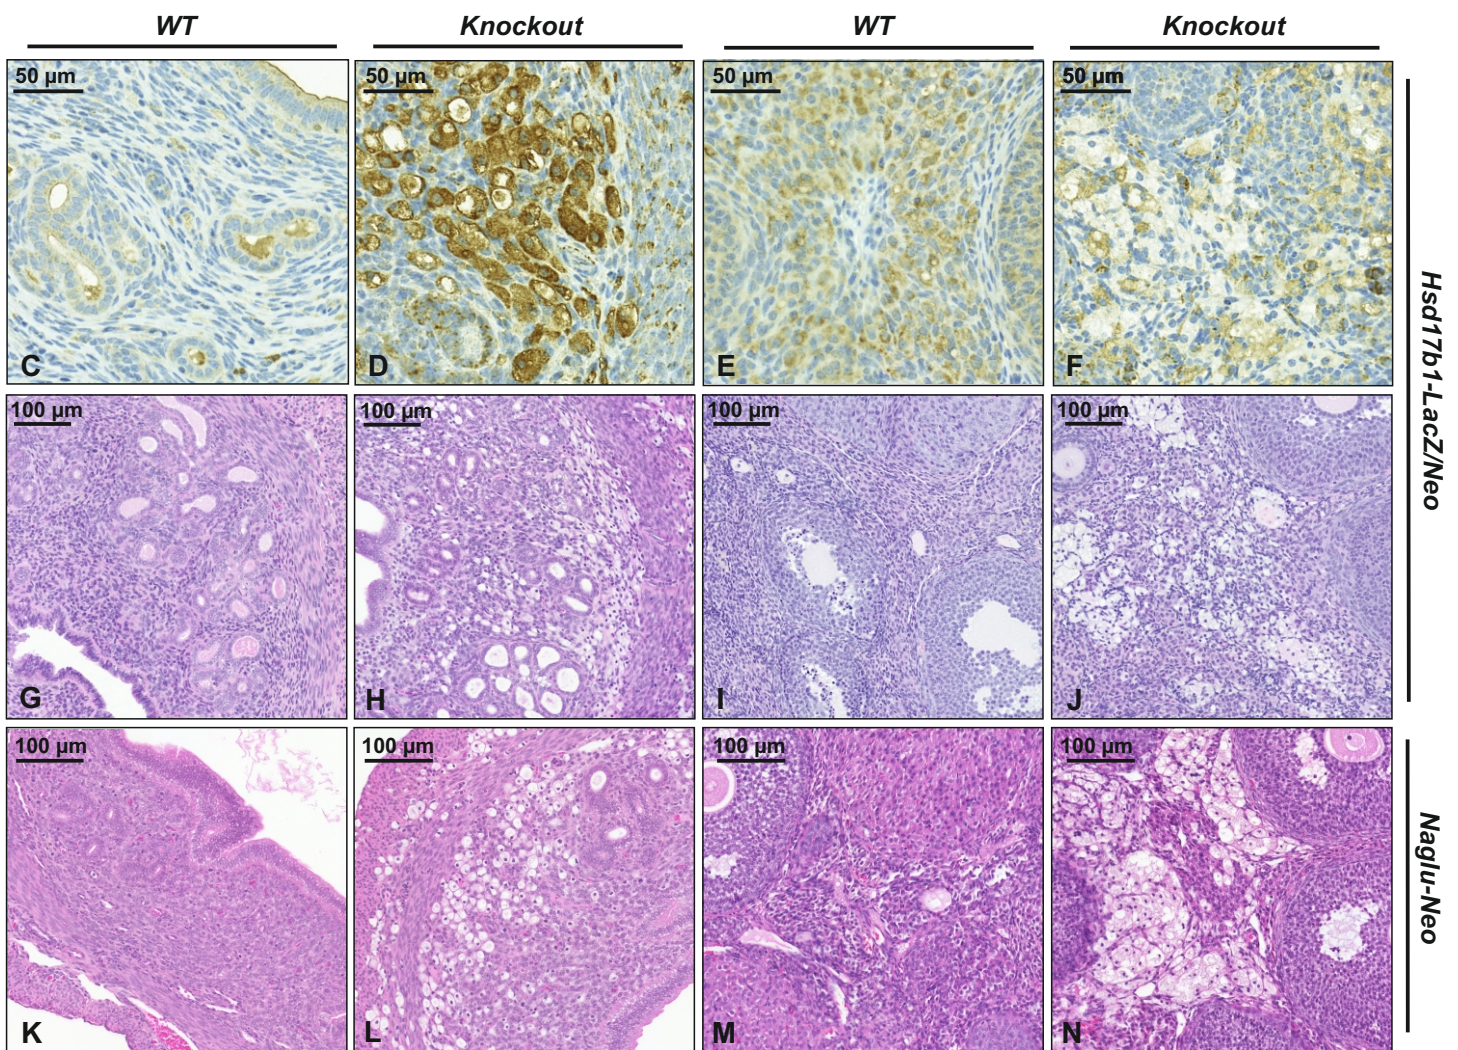 WT Knockout WT Knockout
50 µm 50 µm 50 µm 50 µm
C D E F
100 µm 100 µm 100 µm 100 µm
G H I J
100 µm 100 µm 100 µm 100 µm
K L M N
Hsd17b1-LacZ/Neo
Naglu-Neo